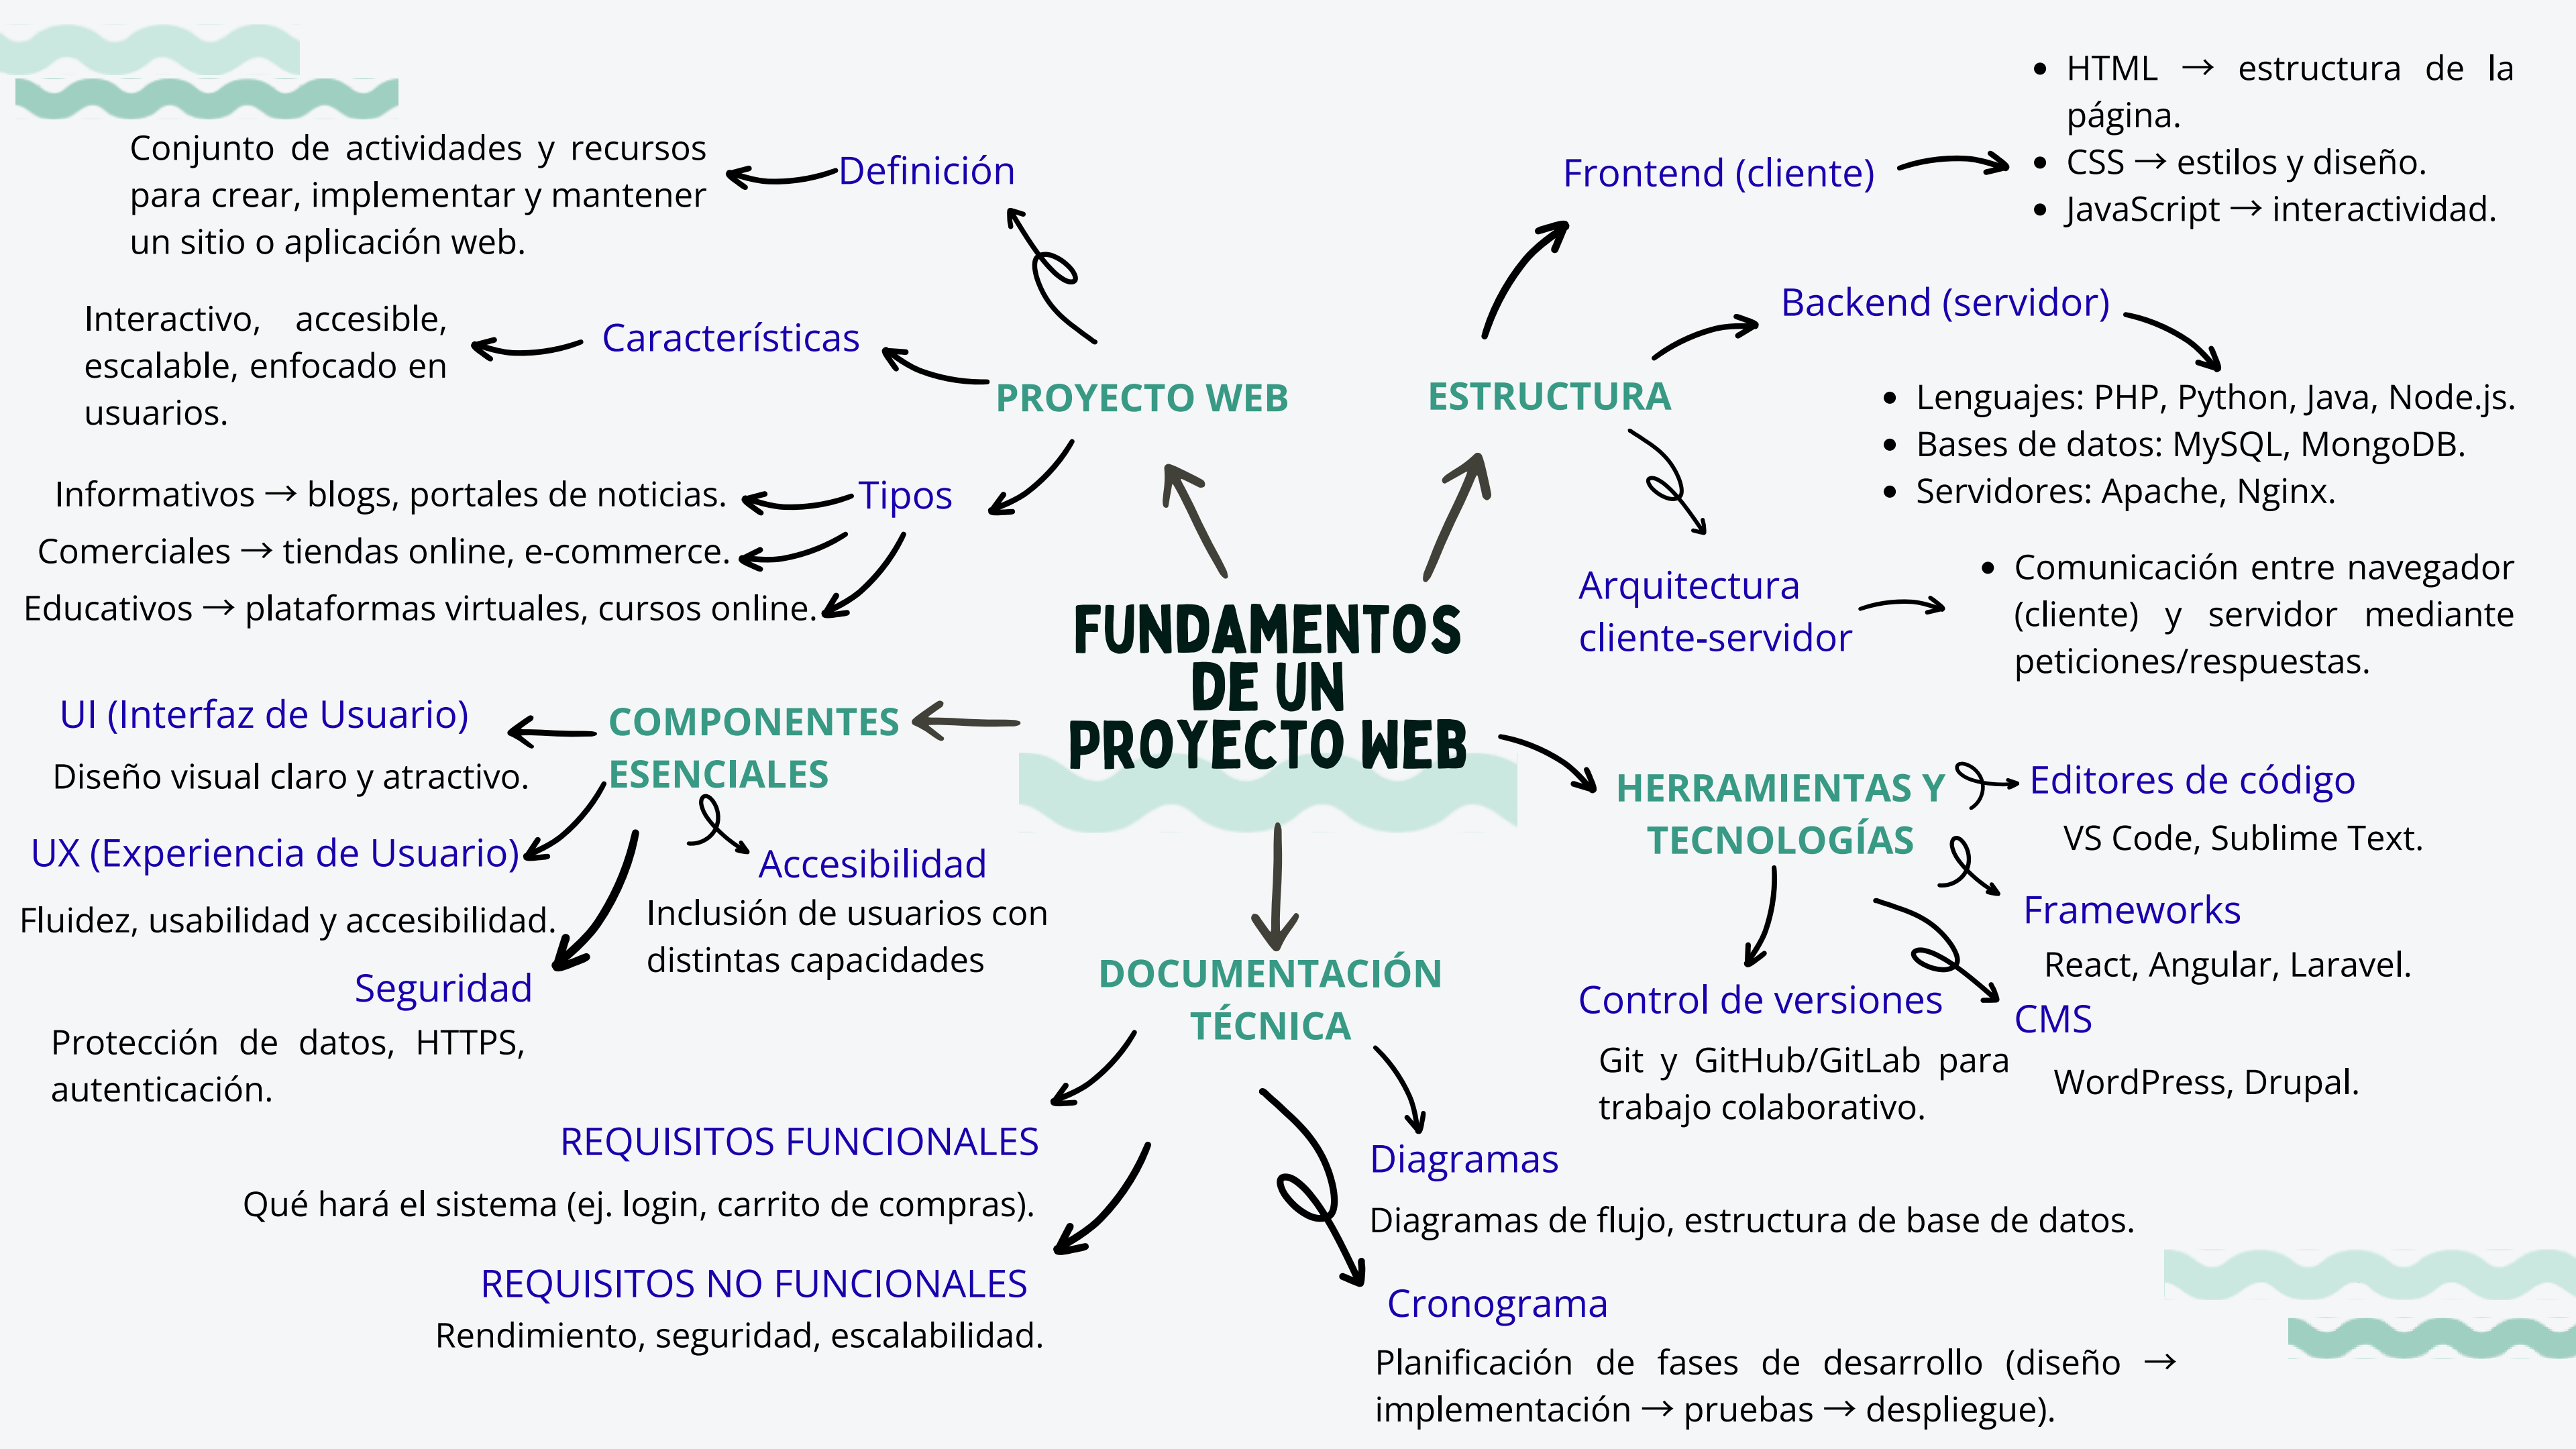 FUNDAMENTOS
DE UN
PROYECTO WEB
PROYECTO WEB
Definición
Conjunto de actividades y recursos
para crear, implementar y mantener
un sitio o aplicación web.
Características
Interactivo, accesible,
escalable, enfocado en
usuarios.
Tipos
Informativos → blogs, portales de noticias.
Comerciales → tiendas online, e-commerce.
Educativos → plataformas virtuales, cursos online.
ESTRUCTURA
Frontend (cliente)
• HTML → estructura de la
página.
• CSS → estilos y diseño.
• JavaScript → interactividad.
Backend (servidor)
• Lenguajes: PHP, Python, Java, Node.js.
• Bases de datos: MySQL, MongoDB.
• Servidores: Apache, Nginx.
Arquitectura
cliente-servidor
• Comunicación entre navegador
(cliente) y servidor mediante
peticiones/respuestas.
COMPONENTES
ESENCIALES
UI (Interfaz de Usuario)
Diseño visual claro y atractivo.
UX (Experiencia de Usuario)
Fluidez, usabilidad y accesibilidad.
Seguridad
Protección de datos, HTTPS,
autenticación.
Accesibilidad
Inclusión de usuarios con
distintas capacidades
HERRAMIENTAS Y
TECNOLOGÍAS
Editores de código
VS Code, Sublime Text.
Frameworks
React, Angular, Laravel.
CMS
WordPress, Drupal.
Control de versiones
Git y GitHub/GitLab para
trabajo colaborativo.
DOCUMENTACIÓN
TÉCNICA
REQUISITOS FUNCIONALES
Qué hará el sistema (ej. login, carrito de compras).
REQUISITOS NO FUNCIONALES
Rendimiento, seguridad, escalabilidad.
Diagramas
Diagramas de flujo, estructura de base de datos.
Cronograma
Planificación de fases de desarrollo (diseño →
implementación → pruebas → despliegue).